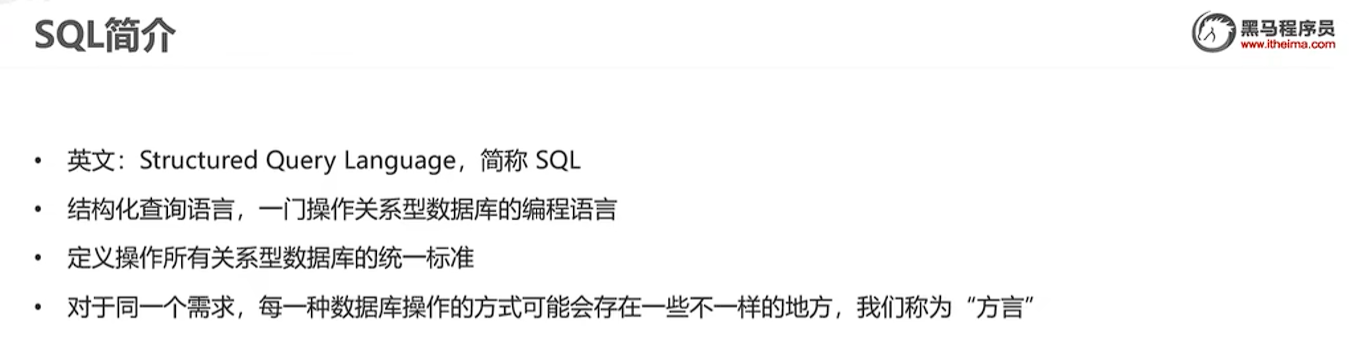 SQL简介
黑马程序员
www.itheima.com
• 英文：Structured Query Language，简称 SQL
• 结构化查询语言，一门操作关系型数据库的编程语言
• 定义操作所有关系型数据库的统一标准
• 对于同一个需求，每一种数据库操作的方式可能会存在一些不一样的地方，我们称为“方言”